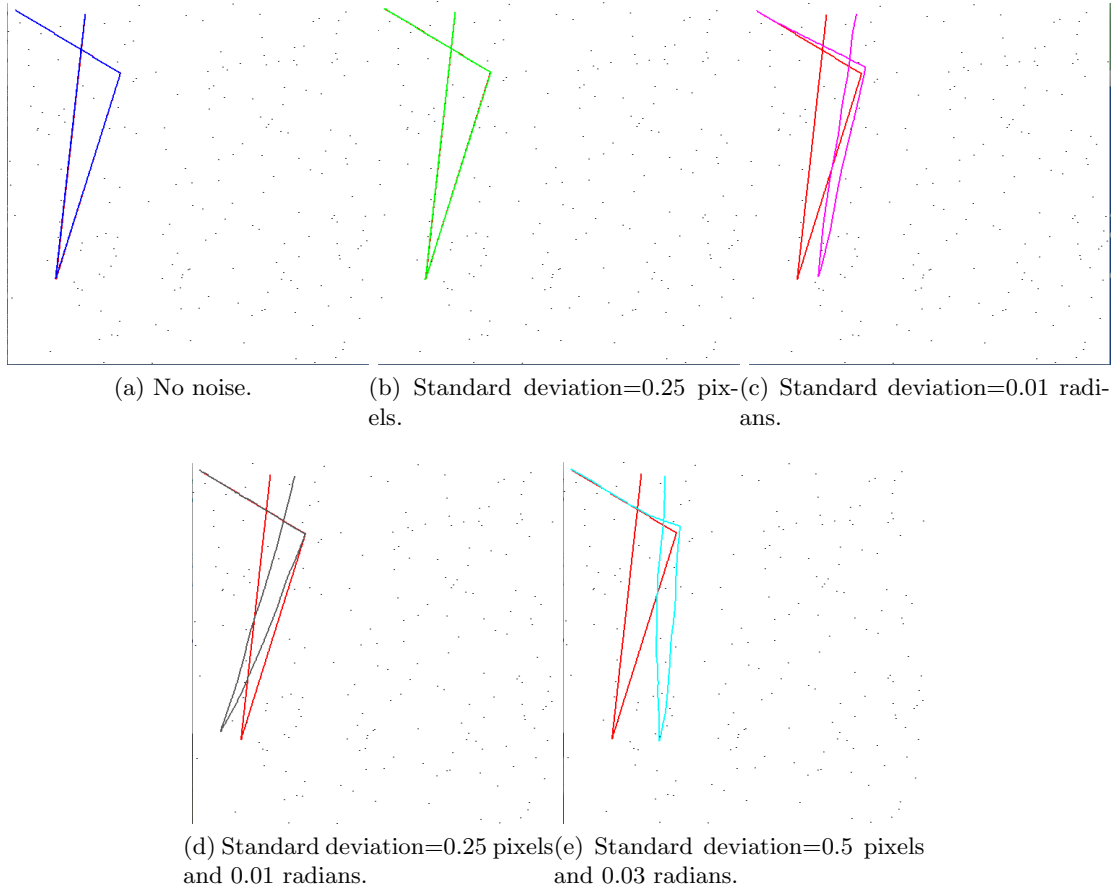 (a) No noise.
(b) Standard deviation=0.25 pix-
els.
(c) Standard deviation=0.01 radi-
ans.
(d) Standard deviation=0.25 pixels
and 0.01 radians.
(e) Standard deviation=0.5 pixels
and 0.03 radians.